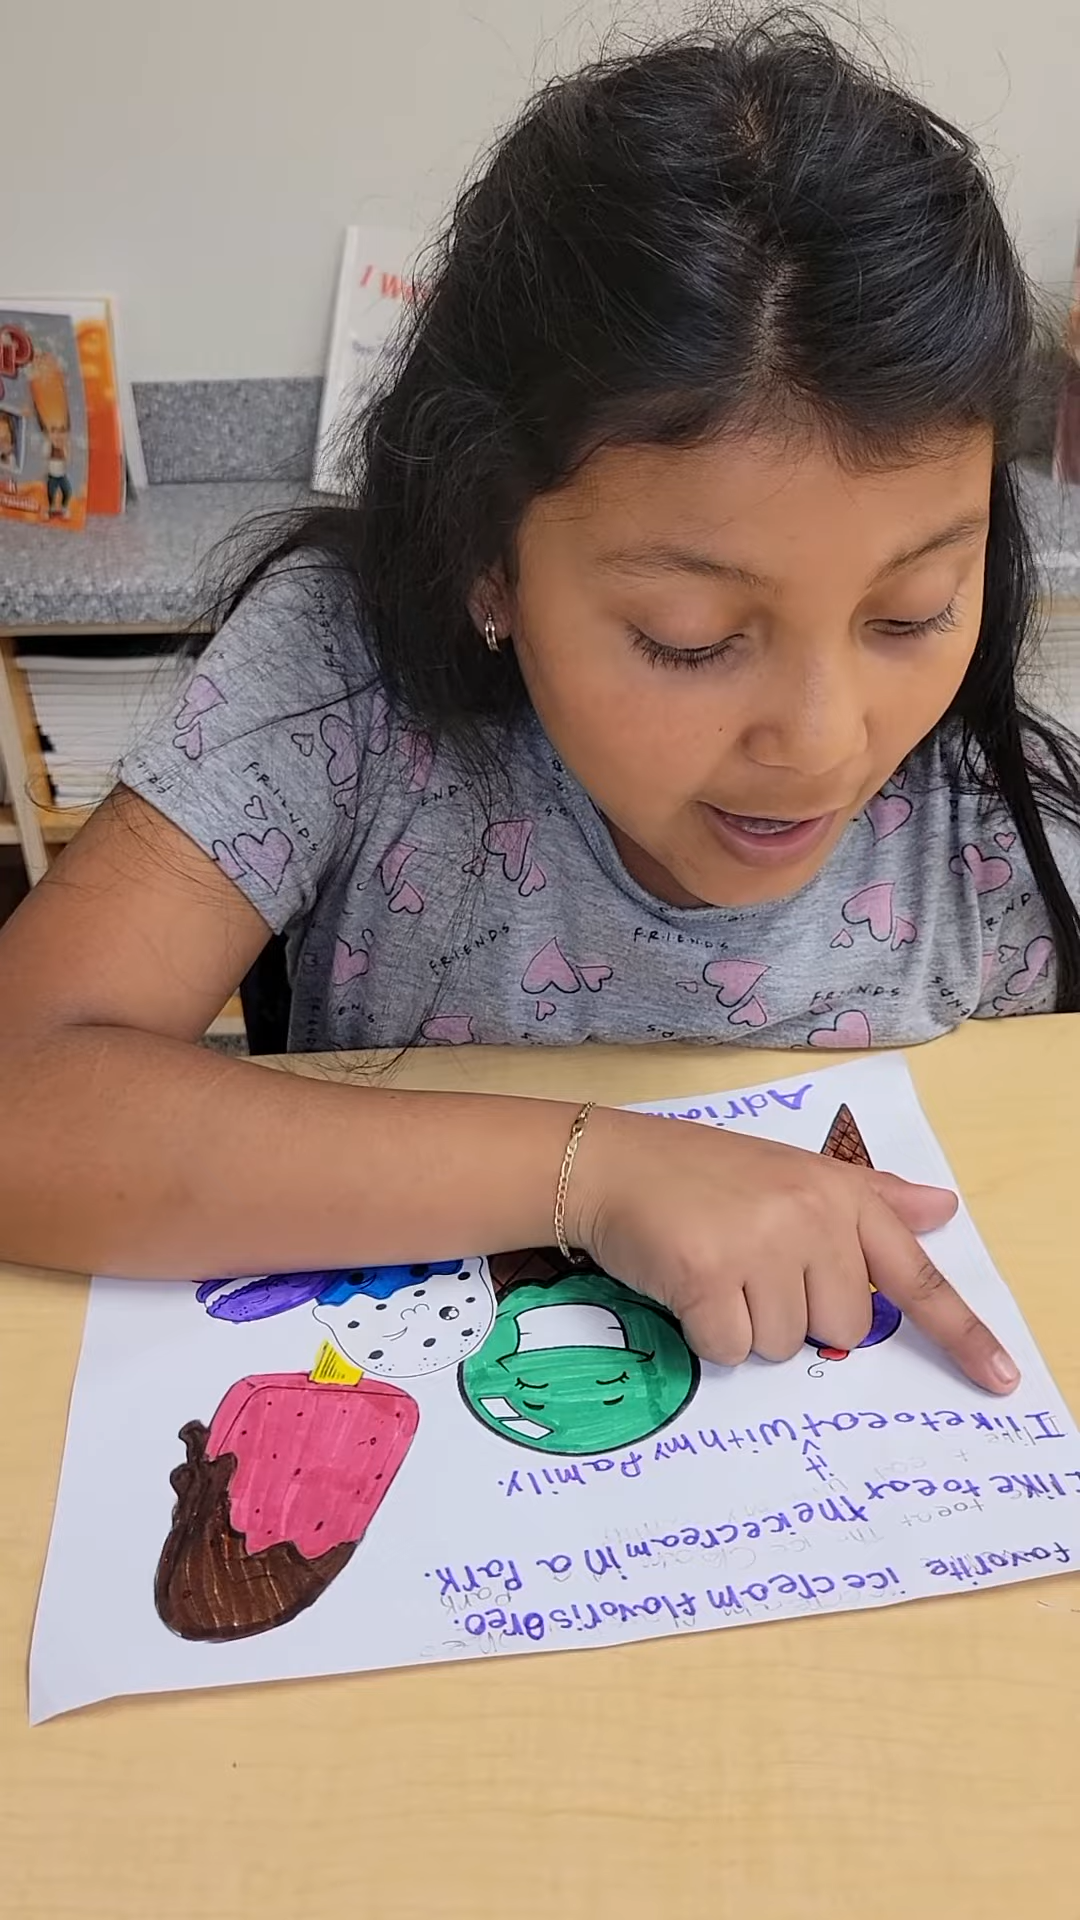 I We
FRIENDS
favorite ice cream flavor is Oreo.
I like to eat the ice cream in a Park.
I like to eat it with my family.